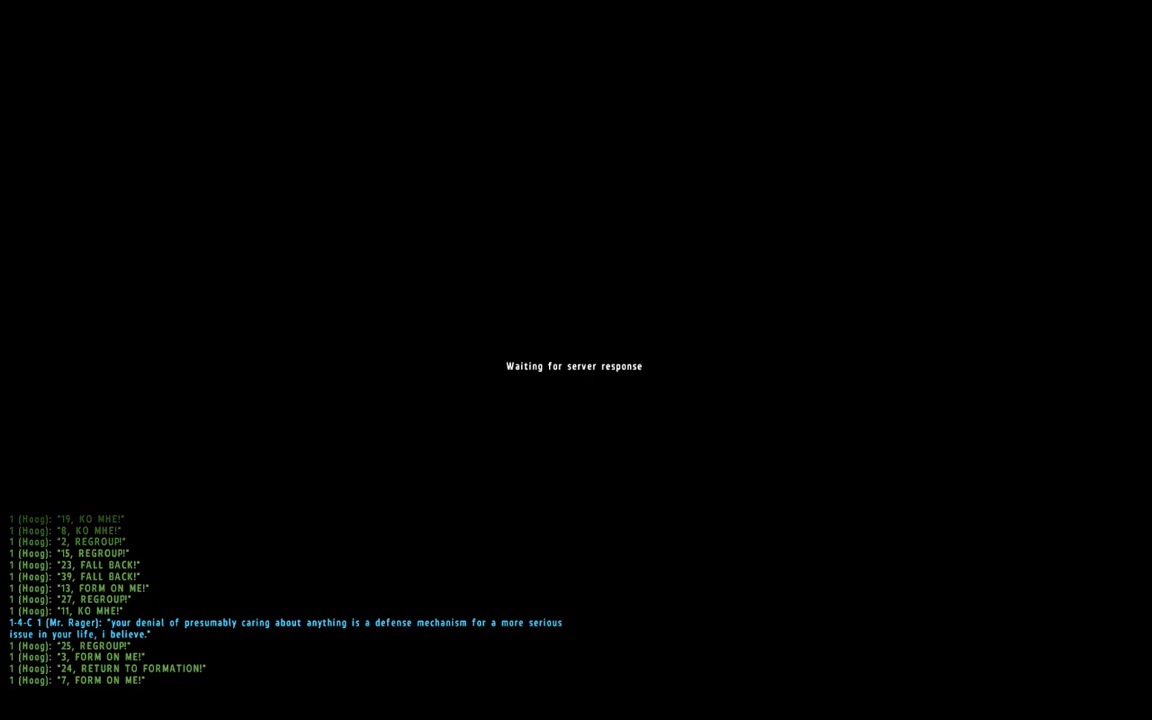 Waiting for server response
1 (Hoog): "19, KO MHE!"
1 (Hoog): "8, KO MHE!"
1 (Hoog): "2, REGROUP!"
1 (Hoog): "15, REGROUP!"
1 (Hoog): "23, FALL BACK!"
1 (Hoog): "39, FALL BACK!"
1 (Hoog): "13, FORM ON ME!"
1 (Hoog): "27, REGROUP!"
1 (Hoog): "11, KO MHE!"
1-4-C 1 (Mr. Rager): "your denial of presumably caring about anything is a defense mechanism for a more serious
issue in your life, i believe."
1 (Hoog): "25, REGROUP!"
1 (Hoog): "3, FORM ON ME!"
1 (Hoog): "24, RETURN TO FORMATION!"
1 (Hoog): "7, FORM ON ME!"